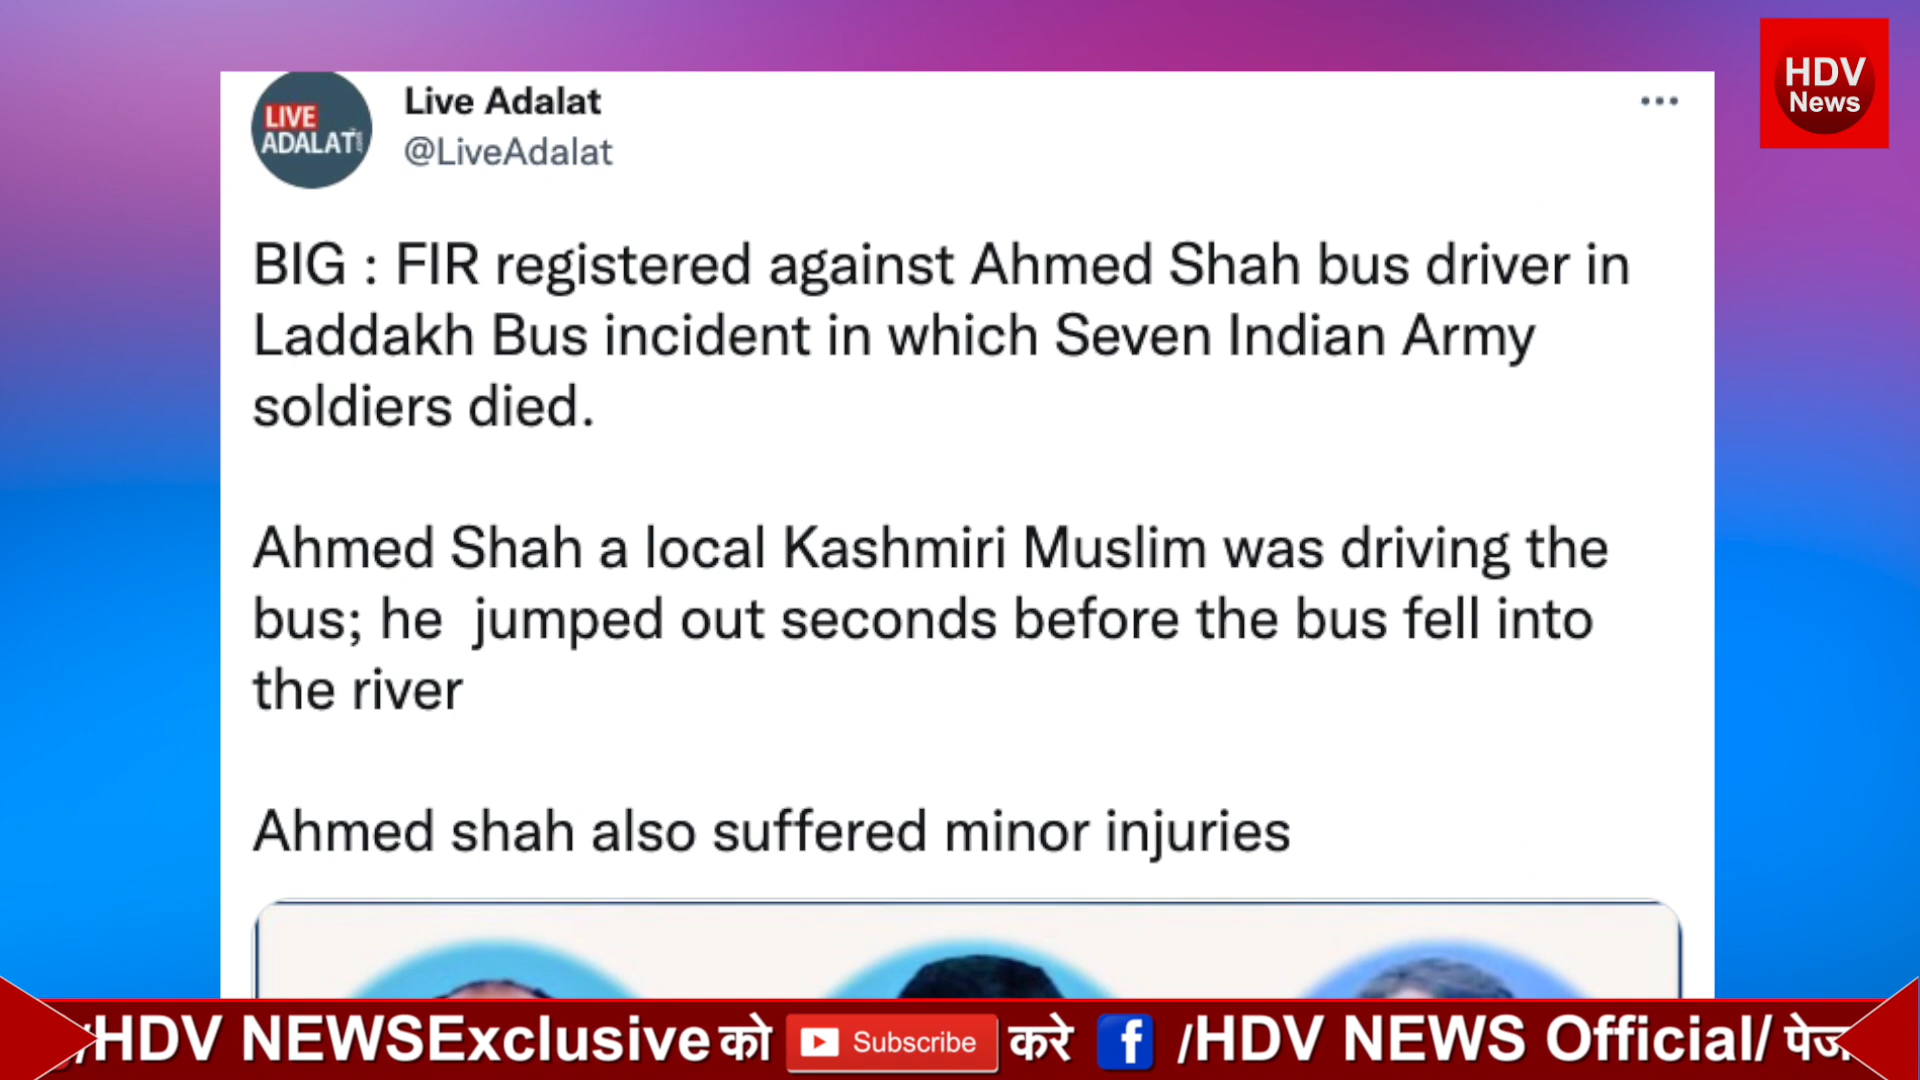 HDV
News
LIVE
ADALAT
Live Adalat
@LiveAdalat
BIG : FIR registered against Ahmed Shah bus driver in
Laddakh Bus incident in which Seven Indian Army
soldiers died.
Ahmed Shah a local Kashmiri Muslim was driving the
bus; he  jumped out seconds before the bus fell into
the river
Ahmed shah also suffered minor injuries
/HDV NEWSExclusive को Subscribe करे f /HDV NEWS Official/ पेज